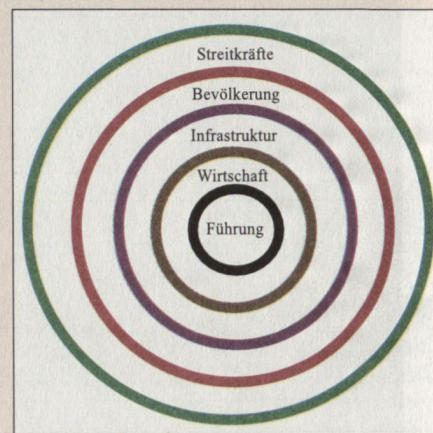 Streitkräfte
Bevölkerung
Infrastruktur
Wirtschaft
Führung